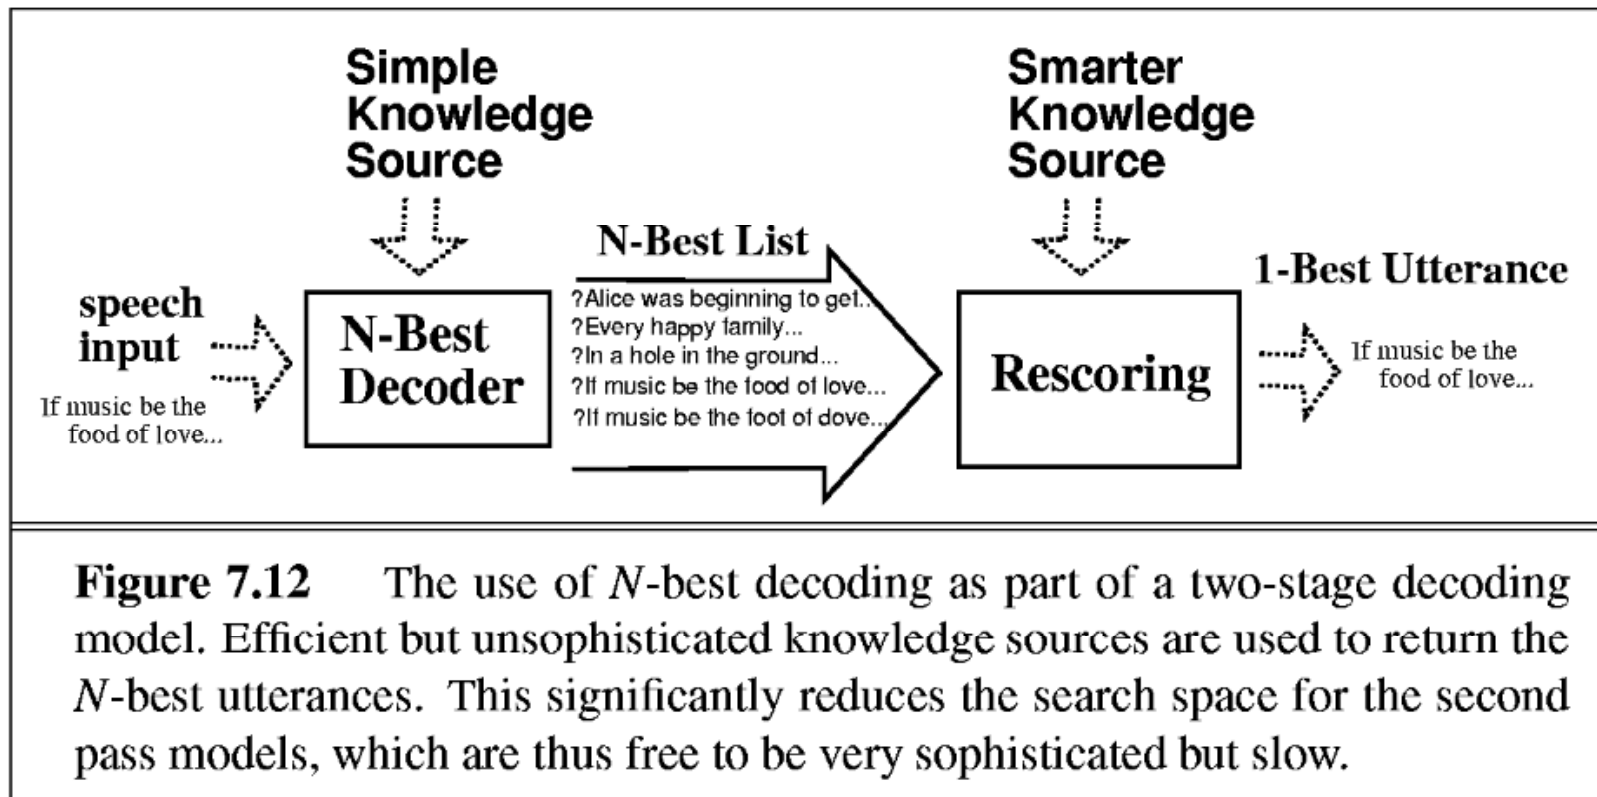 Simple
Knowledge
Source
Smarter
Knowledge
Source
speech
input
If music be the
food of love...
N-Best
Decoder
N-Best List
?Alice was beginning to get..
?Every happy family...
?In a hole in the ground...
?If music be the food of love...
?If music be the foot of dove...
Rescoring
1-Best Utterance
If music be the
food of love...
Figure 7.12 The use of N-best decoding as part of a two-stage decoding
model. Efficient but unsophisticated knowledge sources are used to return the
N-best utterances. This significantly reduces the search space for the second
pass models, which are thus free to be very sophisticated but slow.